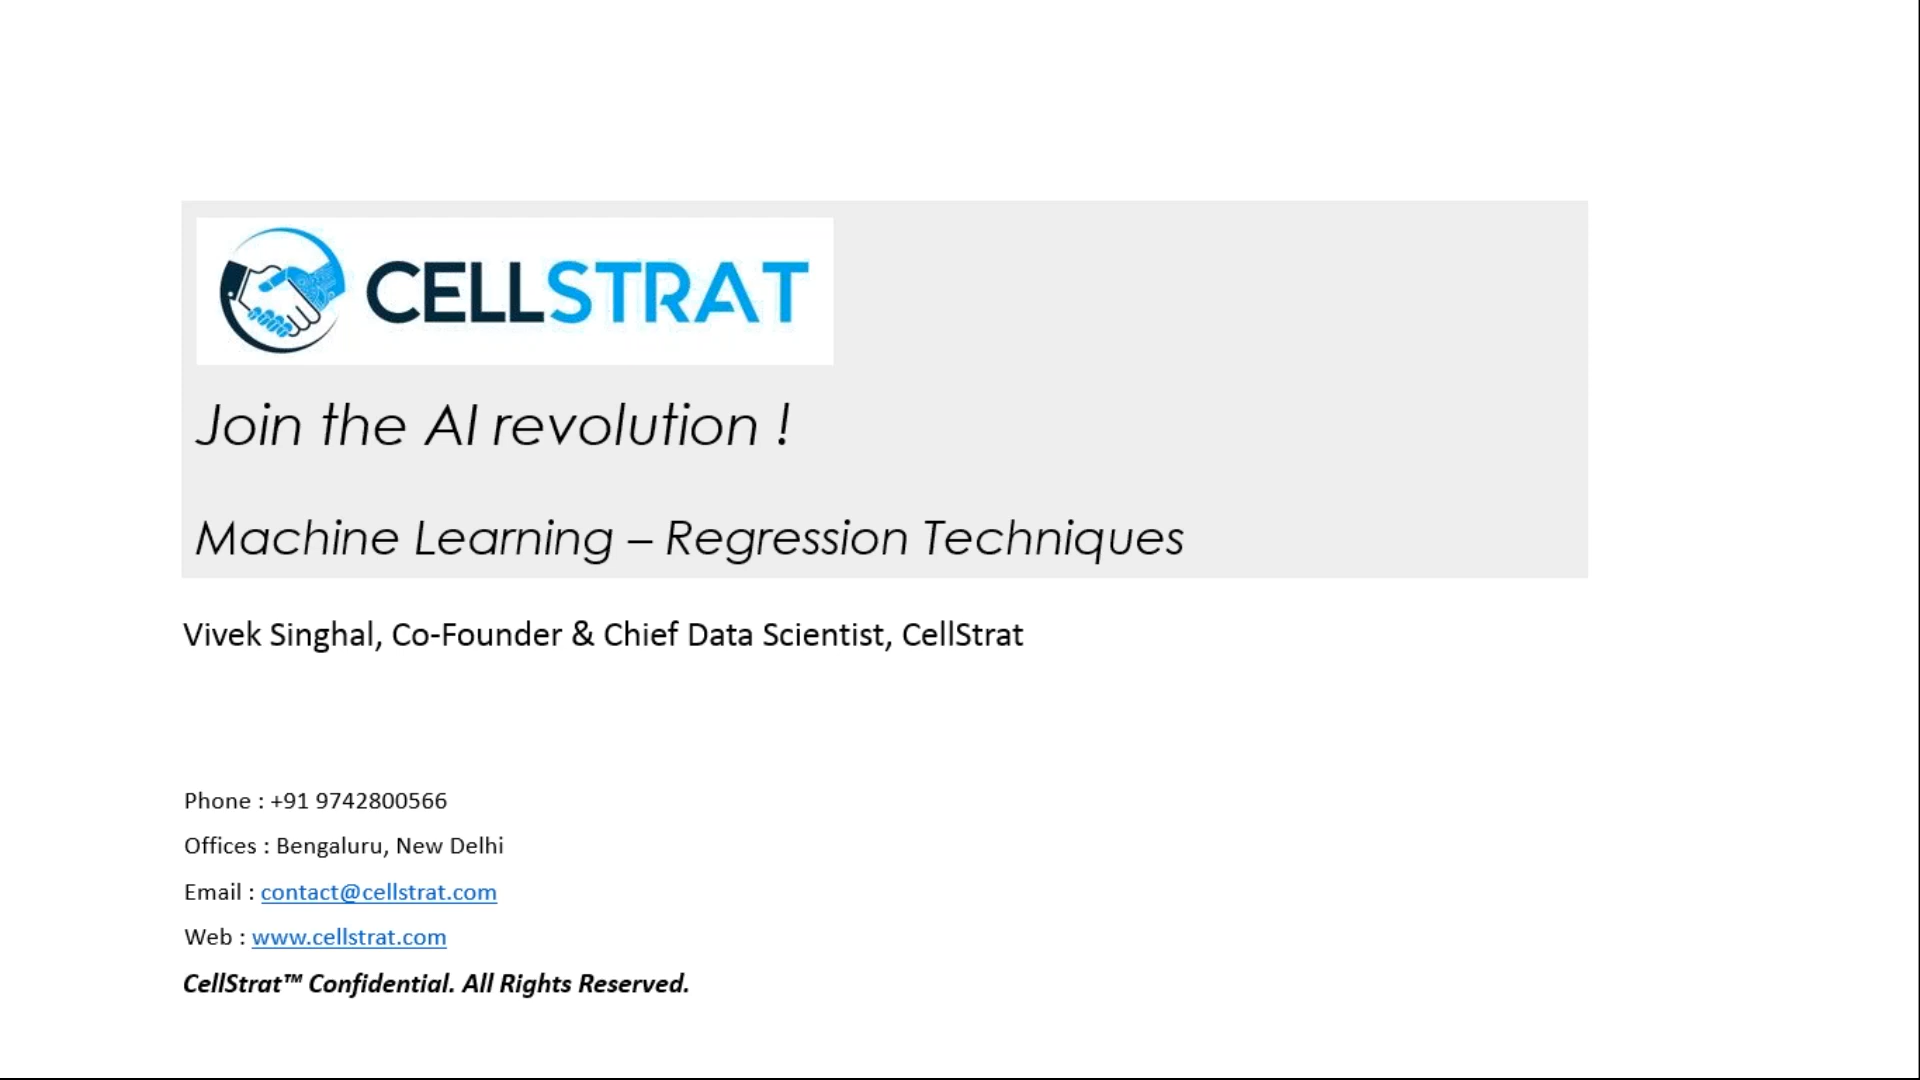 CELLSTRAT
Join the AI revolution !
Machine Learning – Regression Techniques
Vivek Singhal, Co-Founder & Chief Data Scientist, CellStrat
Phone : +91 9742800566
Offices : Bengaluru, New Delhi
Email : contact@cellstrat.com
Web : www.cellstrat.com
CellStrat™ Confidential. All Rights Reserved.